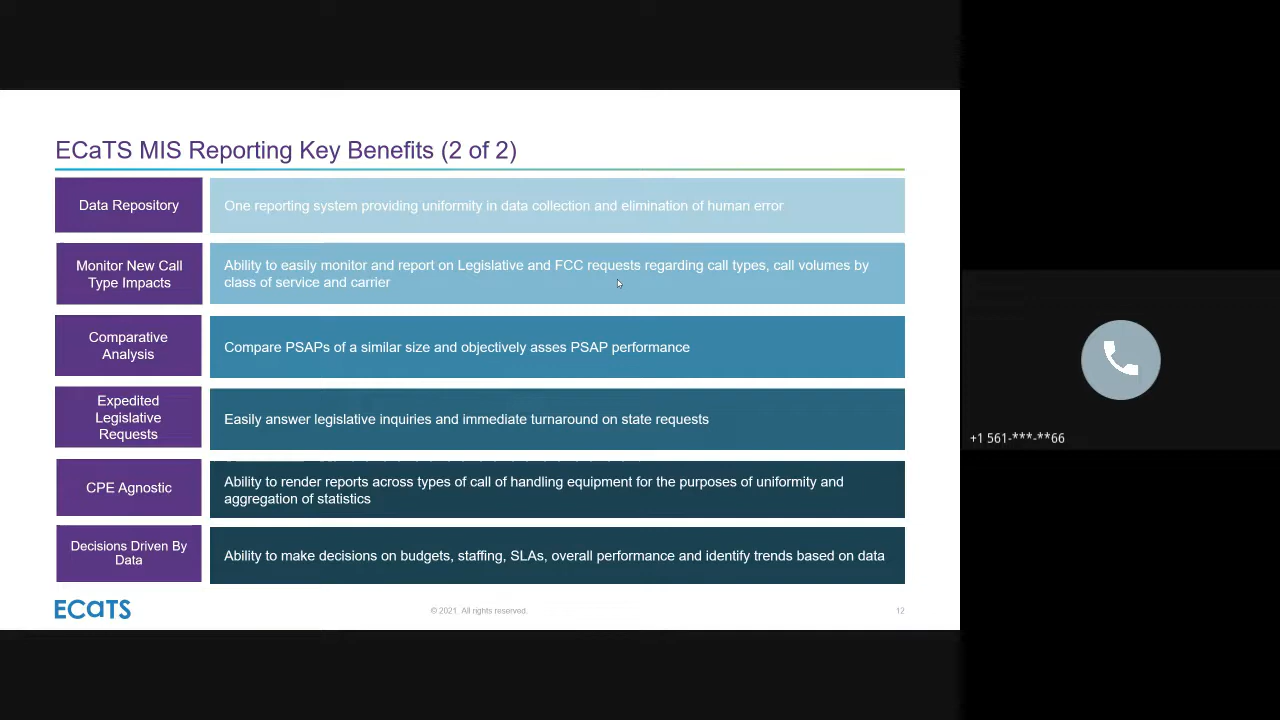 ECaTS MIS Reporting Key Benefits (2 of 2)
Data Repository
One reporting system providing uniformity in data collection and elimination of human error
Monitor New Call
Type Impacts
Ability to easily monitor and report on Legislative and FCC requests regarding call types, call volumes by
class of service and carrier
Comparative
Analysis
Compare PSAPs of a similar size and objectively asses PSAP performance
Expedited
Legislative
Requests
Easily answer legislative inquiries and immediate turnaround on state requests
CPE Agnostic
Ability to render reports across types of call of handling equipment for the purposes of uniformity and
aggregation of statistics
Decisions Driven By
Data
Ability to make decisions on budgets, staffing, SLAs, overall performance and identify trends based on data
ECaTS
© 2021. All rights reserved.
12
+1 561-***-**66